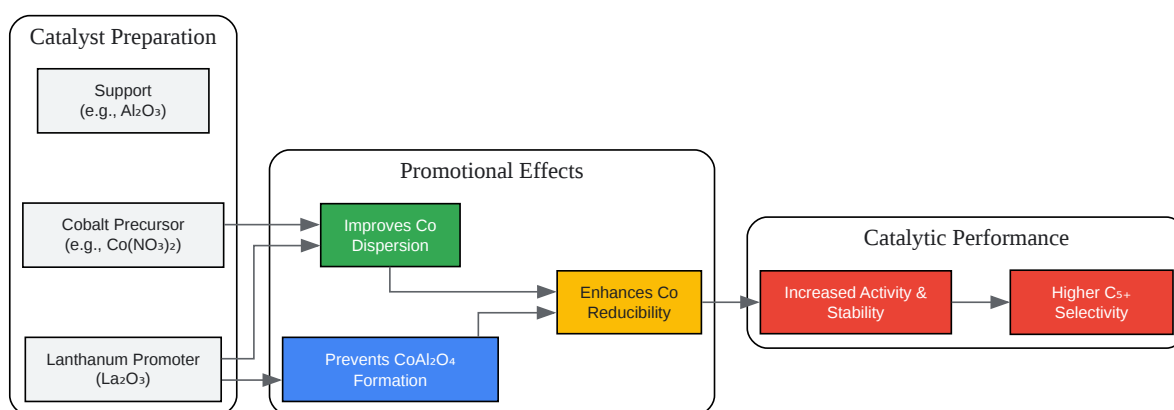 Catalyst Preparation
Support
(e.g., Al₂O₃)
Cobalt Precursor
(e.g., Co(NO₃)₂)
Lanthanum Promoter
(La₂O₃)
Promotional Effects
Improves Co
Dispersion
Prevents CoAl₂O₄
Formation
Enhances Co
Reducibility
Catalytic Performance
Increased Activity &
Stability
Higher C₅₊
Selectivity